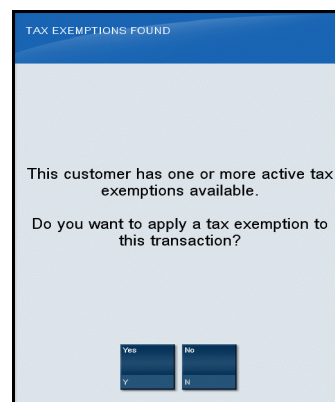 TAX EXEMPTIONS FOUND
This customer has one or more active tax
exemptions available.
Do you want to apply a tax exemption to
this transaction?
Yes No
Y N